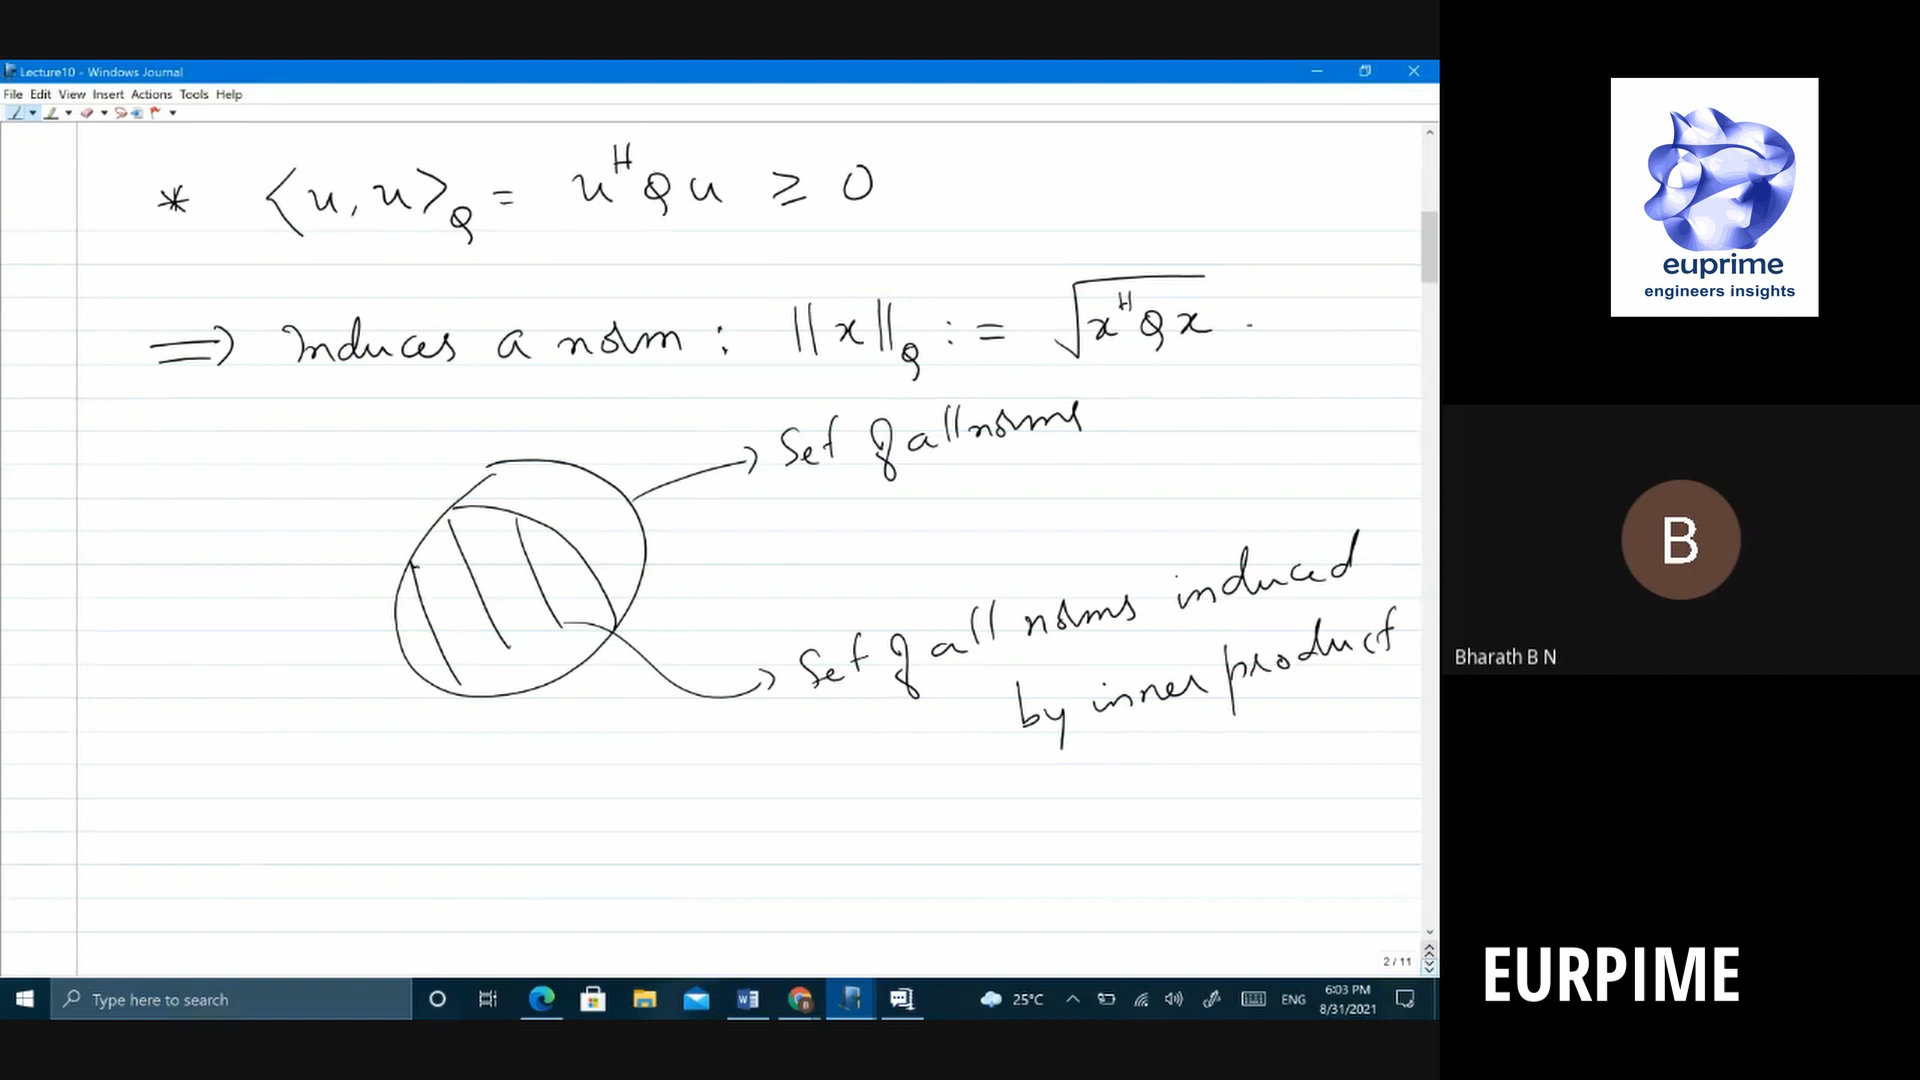 Lecture10 - Windows Journal
File Edit View Insert Actions Tools Help
* ⟨u, u⟩_Q = u^H Q u ≥ 0
⟹ Induces a norm : ||x||_Q := √(x^H Q x) .
→ Set of all norms
→ Set of all norms induced
by inner product
2 / 11
Type here to search
25°C
ENG
6:03 PM
8/31/2021
euprime
engineers insights
B
Bharath B N
EURPIME